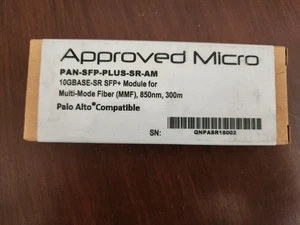 Approved Micro
PAN-SFP-PLUS-SR-AM
10GBASE-SR SFP+ Module for
Multi-Mode Fiber (MMF), 850nm, 300m
Palo Alto®Compatible
SN:
QNPASR16003